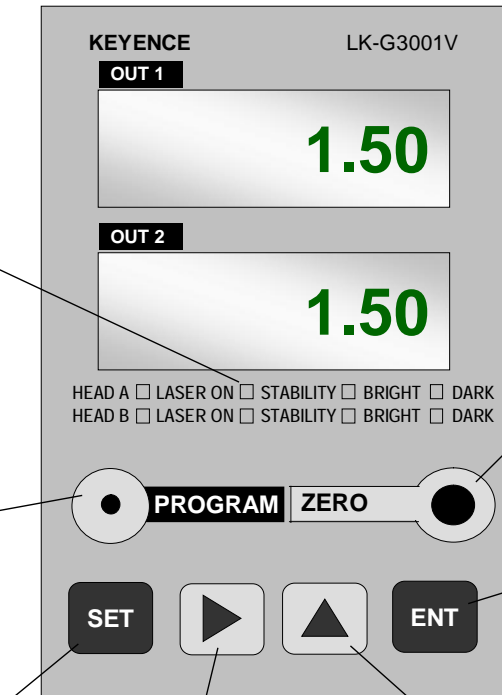 KEYENCE LK-G3001V
OUT 1
1.50
OUT 2
1.50
HEAD A □ LASER ON □ STABILITY □ BRIGHT □ DARK
HEAD B □ LASER ON □ STABILITY □ BRIGHT □ DARK
PROGRAM ZERO
SET ENT